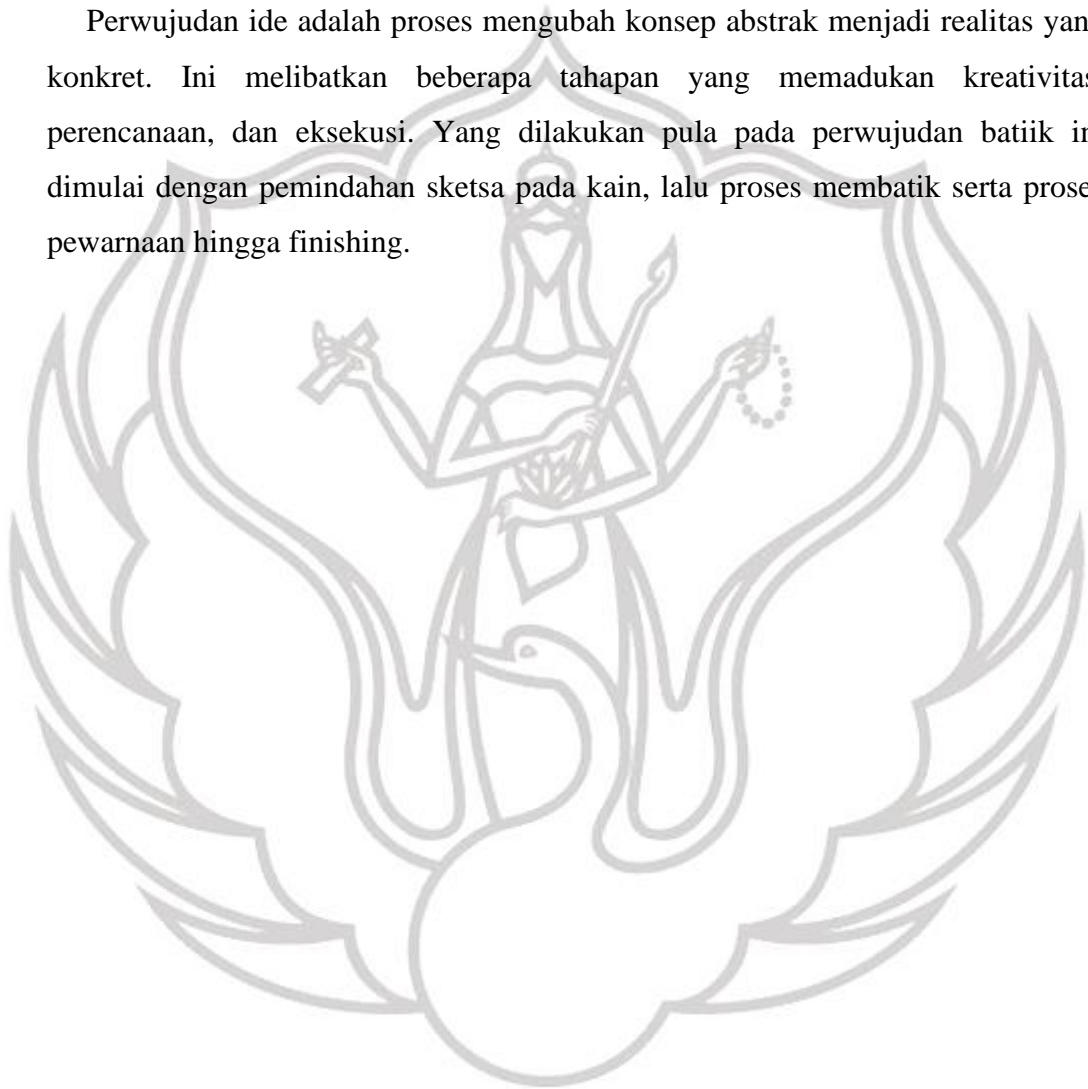 Perwujudan ide adalah proses mengubah konsep abstrak menjadi realitas yan
konkret. Ini melibatkan beberapa tahapan yang memadukan kreativitas
perencanaan, dan eksekusi. Yang dilakukan pula pada perwujudan batiik in
dimulai dengan pemindahan sketsa pada kain, lalu proses membatik serta prose
pewarnaan hingga finishing.